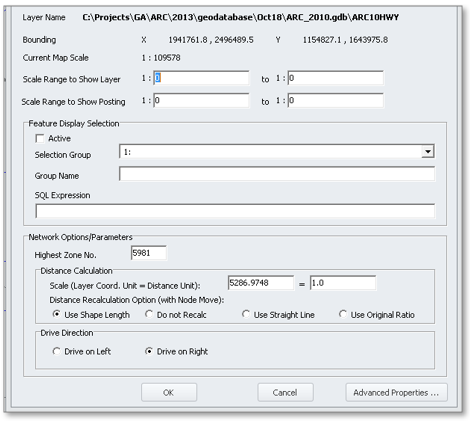 Layer Name C:\Projects\GA\ARC\2013\geodatabase\Oct18\ARC_2010.gdb\ARC10HWY
Bounding X 1941761.8 , 2496489.5 Y 1154827.1 , 1643975.8
Current Map Scale 1 : 109578
Scale Range to Show Layer 1 : 0 to 1 : 0
Scale Range to Show Posting 1 : 0 to 1 : 0
Feature Display Selection
Active
Selection Group 1:
Group Name
SQL Expression
Network Options/Parameters
Highest Zone No. 5981
Distance Calculation
Scale (Layer Coord. Unit = Distance Unit): 5286.9748 = 1.0
Distance Recalculation Option (with Node Move):
Use Shape Length Do not Recalc Use Straight Line Use Original Ratio
Drive Direction
Drive on Left Drive on Right
OK Cancel Advanced Properties ...